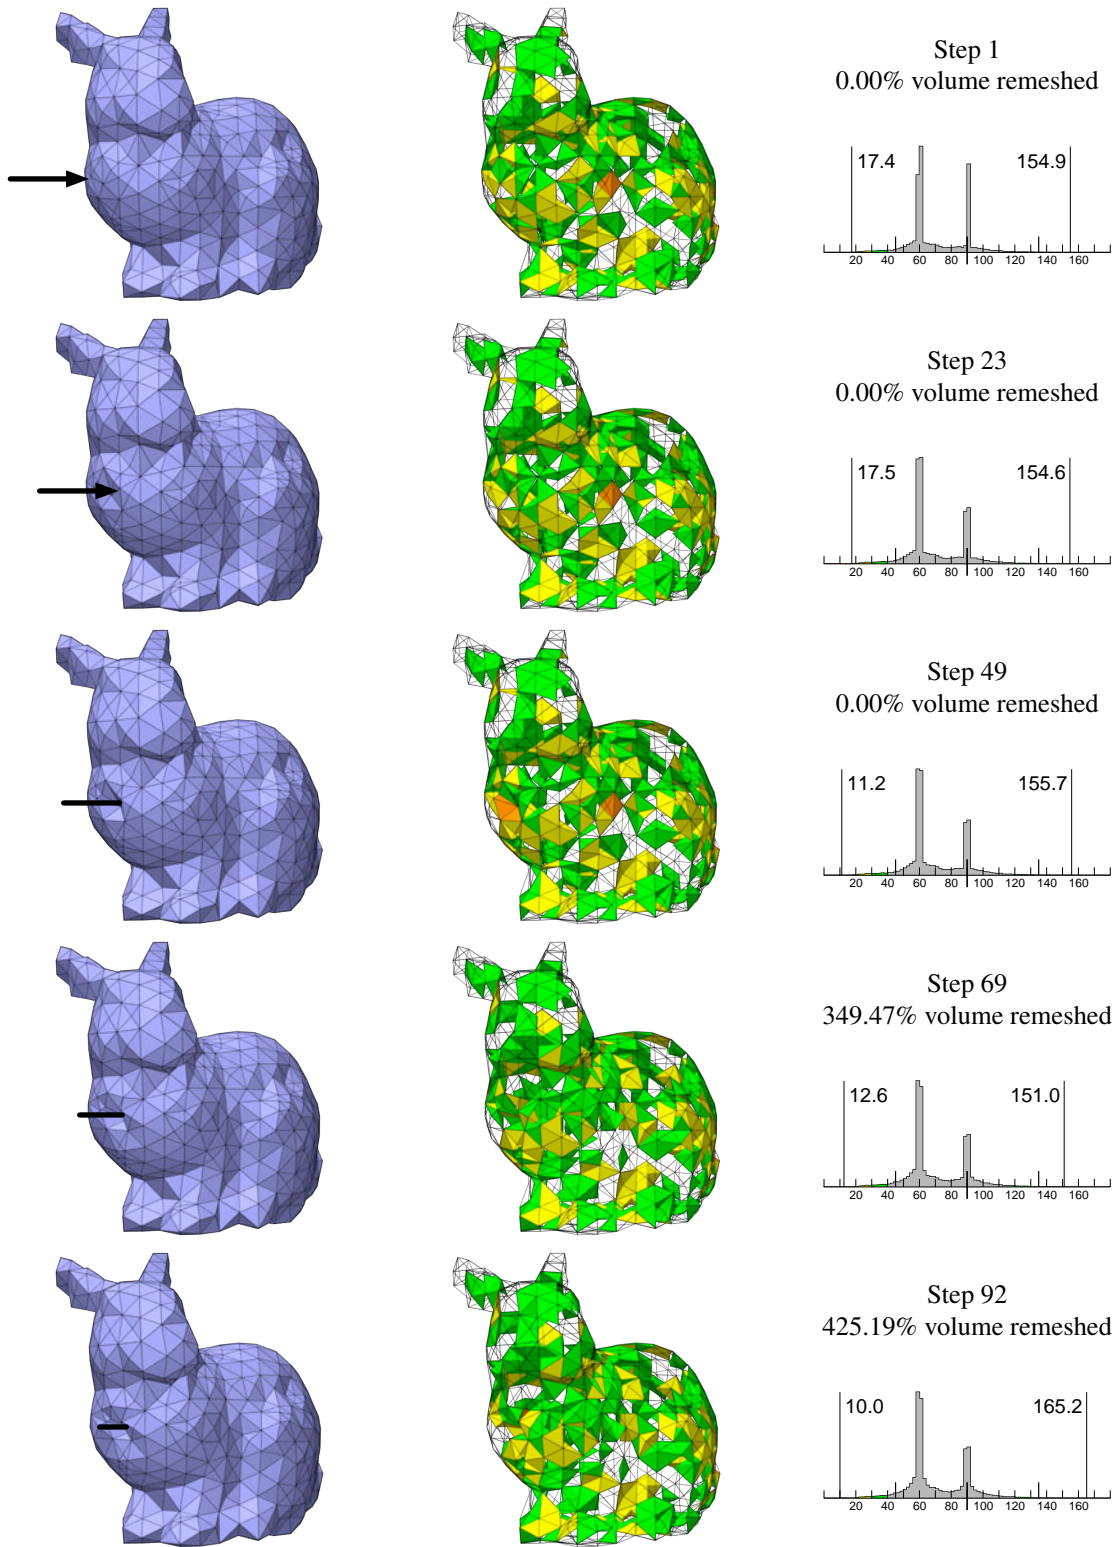 Step 1
0.00% volume remeshed
17.4 154.9
20 40 60 80 100 120 140 160
Step 23
0.00% volume remeshed
17.5 154.6
20 40 60 80 100 120 140 160
Step 49
0.00% volume remeshed
11.2 155.7
20 40 60 80 100 120 140 160
Step 69
349.47% volume remeshed
12.6 151.0
20 40 60 80 100 120 140 160
Step 92
425.19% volume remeshed
10.0 165.2
20 40 60 80 100 120 140 160